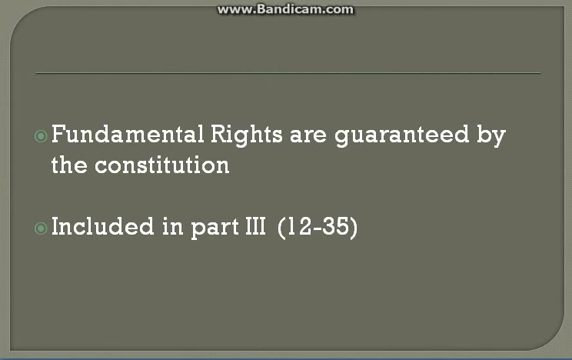 www.Bandicam.com
Fundamental Rights are guaranteed by
the constitution
Included in part III (12-35)